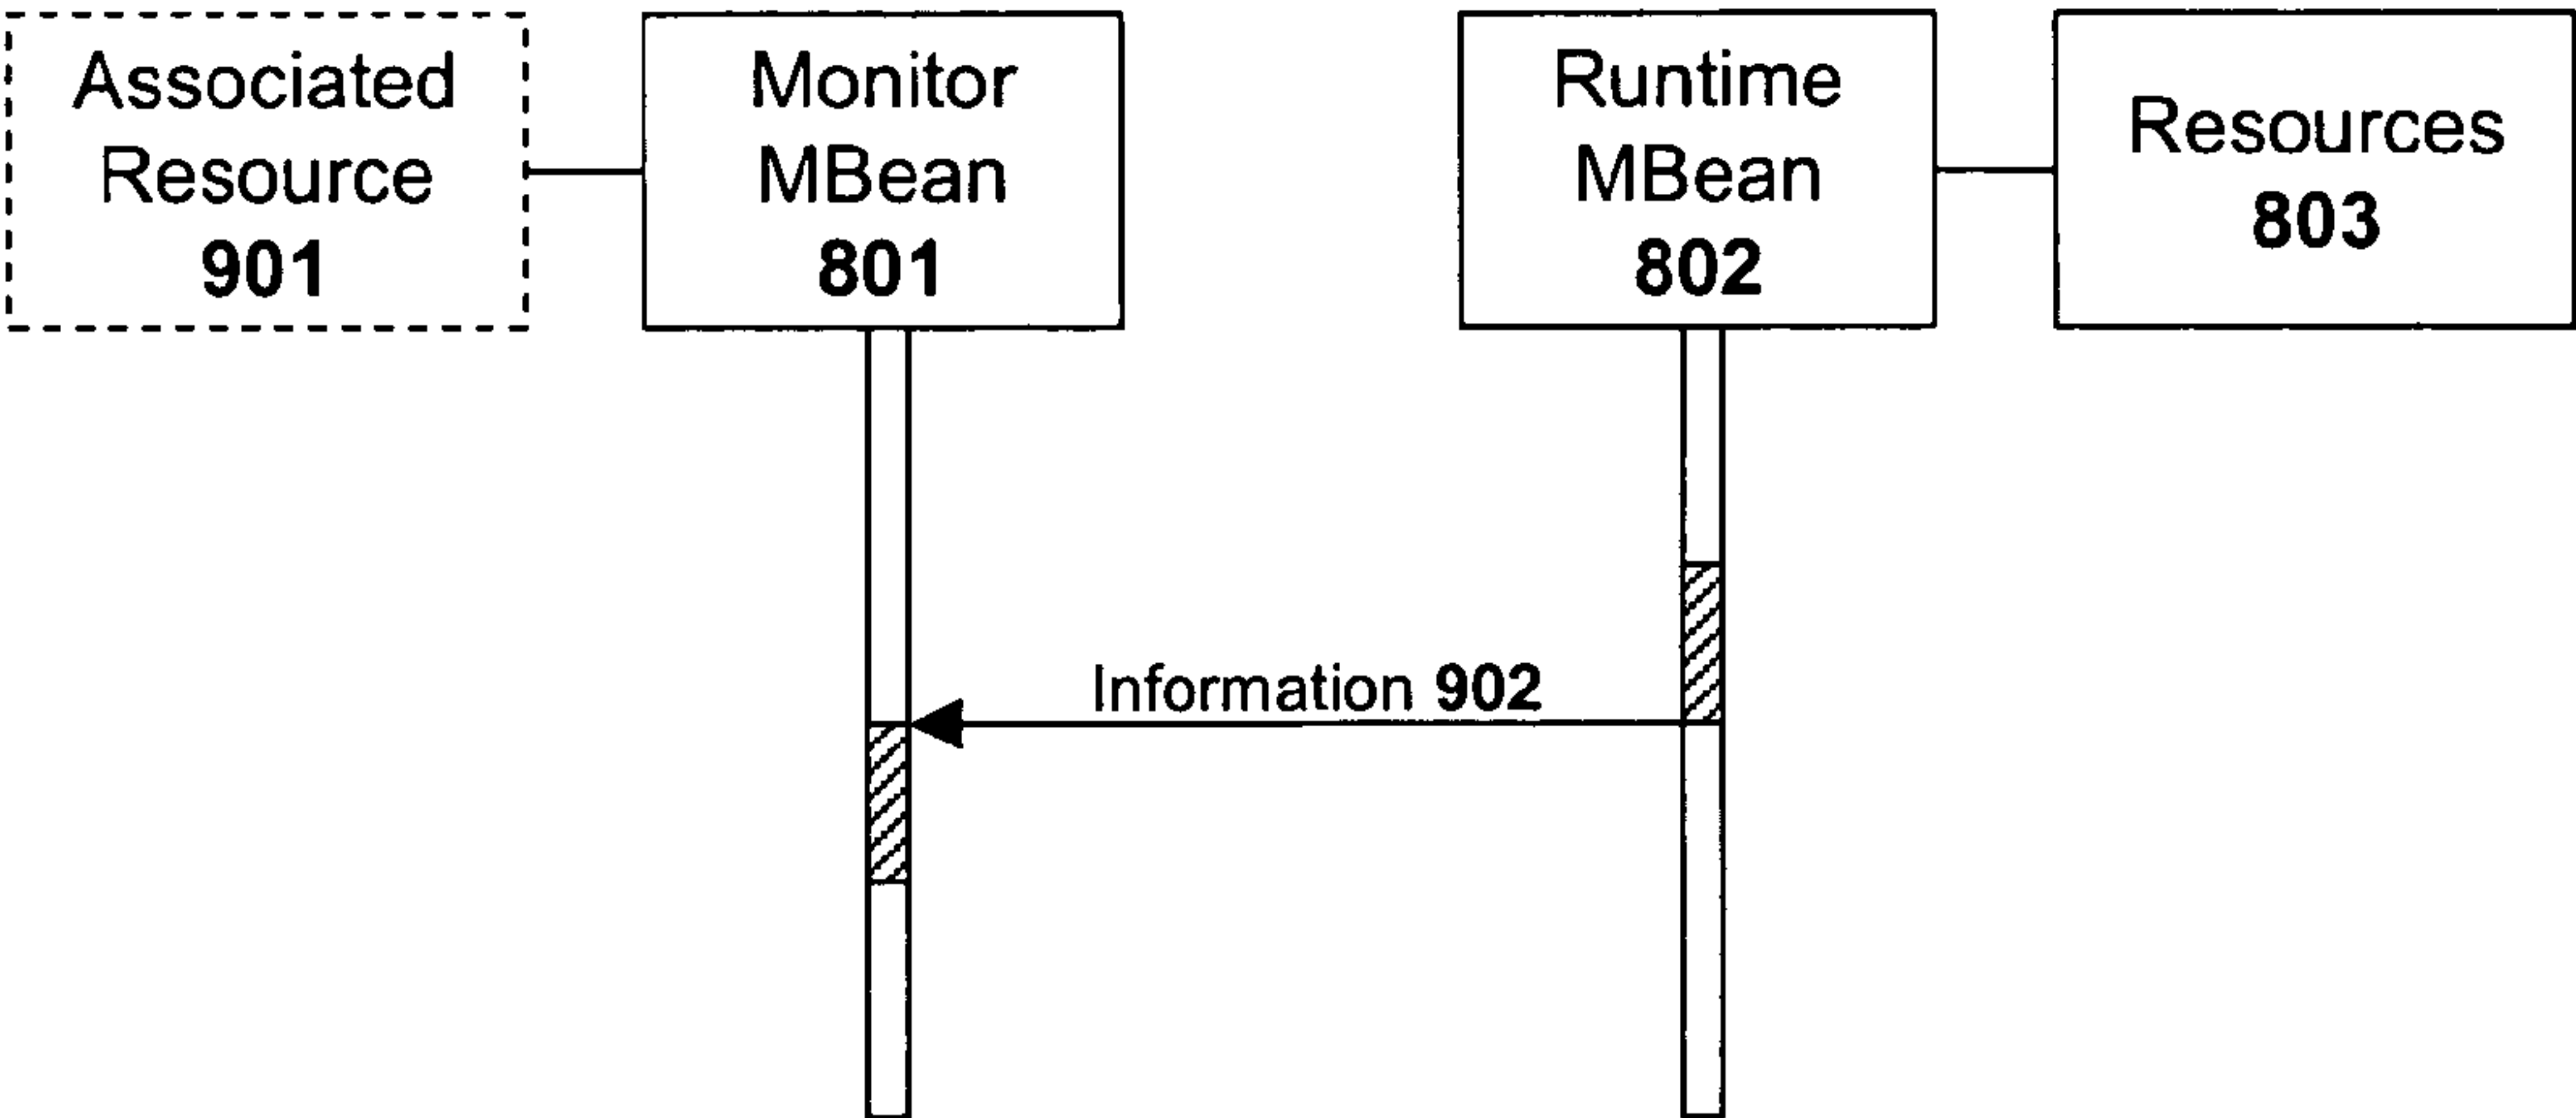 Associated
Resource
901
Monitor
MBean
801
Runtime
MBean
802
Resources
803
Information 902